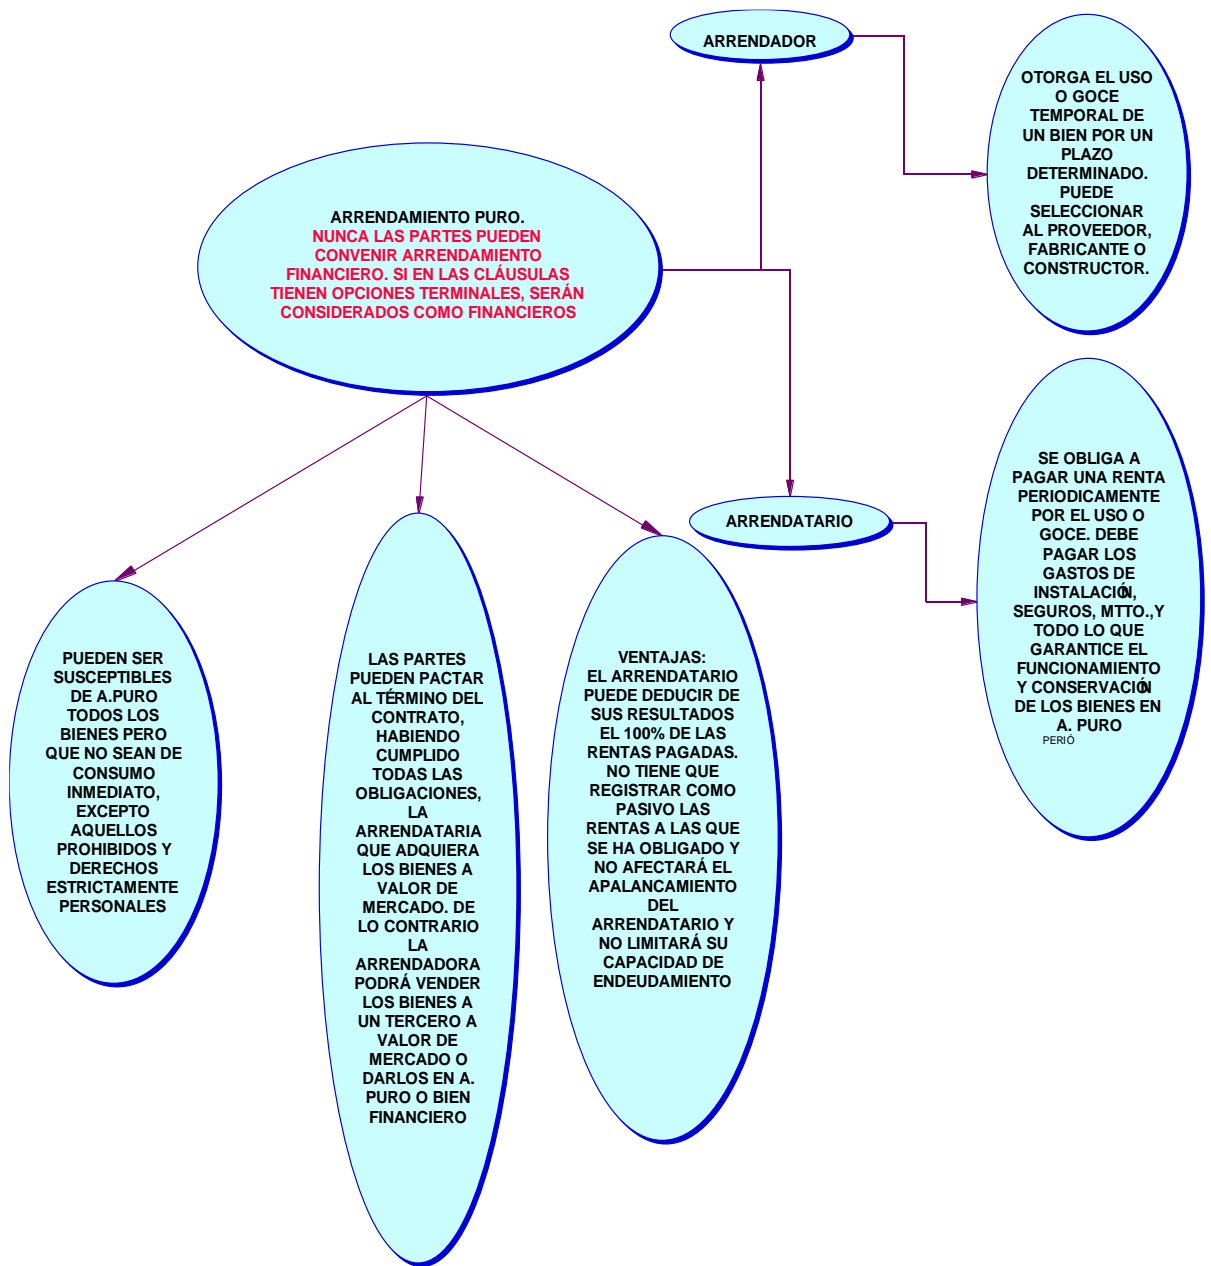 ARRENDADOR
OTORGA EL USO
O GOCE
TEMPORAL DE
UN BIEN POR UN
PLAZO
DETERMINADO.
PUEDE
SELECCIONAR
AL PROVEEDOR,
FABRICANTE O
CONSTRUCTOR.
ARRENDAMIENTO PURO.
NUNCA LAS PARTES PUEDEN
CONVENIR ARRENDAMIENTO
FINANCIERO. SI EN LAS CLÁUSULAS
TIENEN OPCIONES TERMINALES, SERÁN
CONSIDERADOS COMO FINANCIEROS
ARRENDATARIO
SE OBLIGA A
PAGAR UNA RENTA
PERIODICAMENTE
POR EL USO O
GOCE. DEBE
PAGAR LOS
GASTOS DE
INSTALACIÓN,
SEGUROS, MTTO.,Y
TODO LO QUE
GARANTICE EL
FUNCIONAMIENTO
Y CONSERVACIÓN
DE LOS BIENES EN
A. PURO
PERIÓ
PUEDEN SER
SUSCEPTIBLES
DE A.PURO
TODOS LOS
BIENES PERO
QUE NO SEAN DE
CONSUMO
INMEDIATO,
EXCEPTO
AQUELLOS
PROHIBIDOS Y
DERECHOS
ESTRICTAMENTE
PERSONALES
LAS PARTES
PUEDEN PACTAR
AL TÉRMINO DEL
CONTRATO,
HABIENDO
CUMPLIDO
TODAS LAS
OBLIGACIONES,
LA
ARRENDATARIA
QUE ADQUIERA
LOS BIENES A
VALOR DE
MERCADO. DE
LO CONTRARIO
LA
ARRENDADORA
PODRÁ VENDER
LOS BIENES A
UN TERCERO A
VALOR DE
MERCADO O
DARLOS EN A.
PURO O BIEN
FINANCIERO
VENTAJAS:
EL ARRENDATARIO
PUEDE DEDUCIR DE
SUS RESULTADOS
EL 100% DE LAS
RENTAS PAGADAS.
NO TIENE QUE
REGISTRAR COMO
PASIVO LAS
RENTAS A LAS QUE
SE HA OBLIGADO Y
NO AFECTARÁ EL
APALANCAMIENTO
DEL
ARRENDATARIO Y
NO LIMITARÁ SU
CAPACIDAD DE
ENDEUDAMIENTO